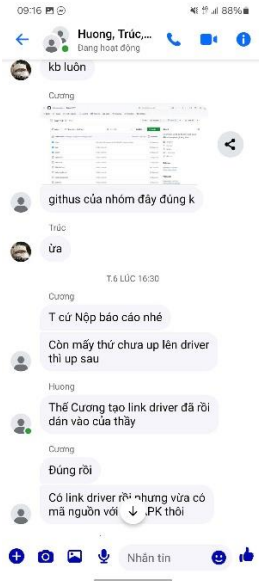 09:16
88%
Huong, Trúc,...
Đang hoạt động
kb luôn
Cương
githus của nhóm đây đúng k
Trúc
ừa
T.6 LÚC 16:30
Cương
T cứ Nộp báo cáo nhé
Còn mấy thứ chưa up lên driver
thì up sau
Huong
Thế Cương tạo link driver đã rồi
dán vào của thầy
Cương
Đúng rồi
Có link driver rồi nhưng vừa có
mã nguồn với PK thôi
Nhắn tin